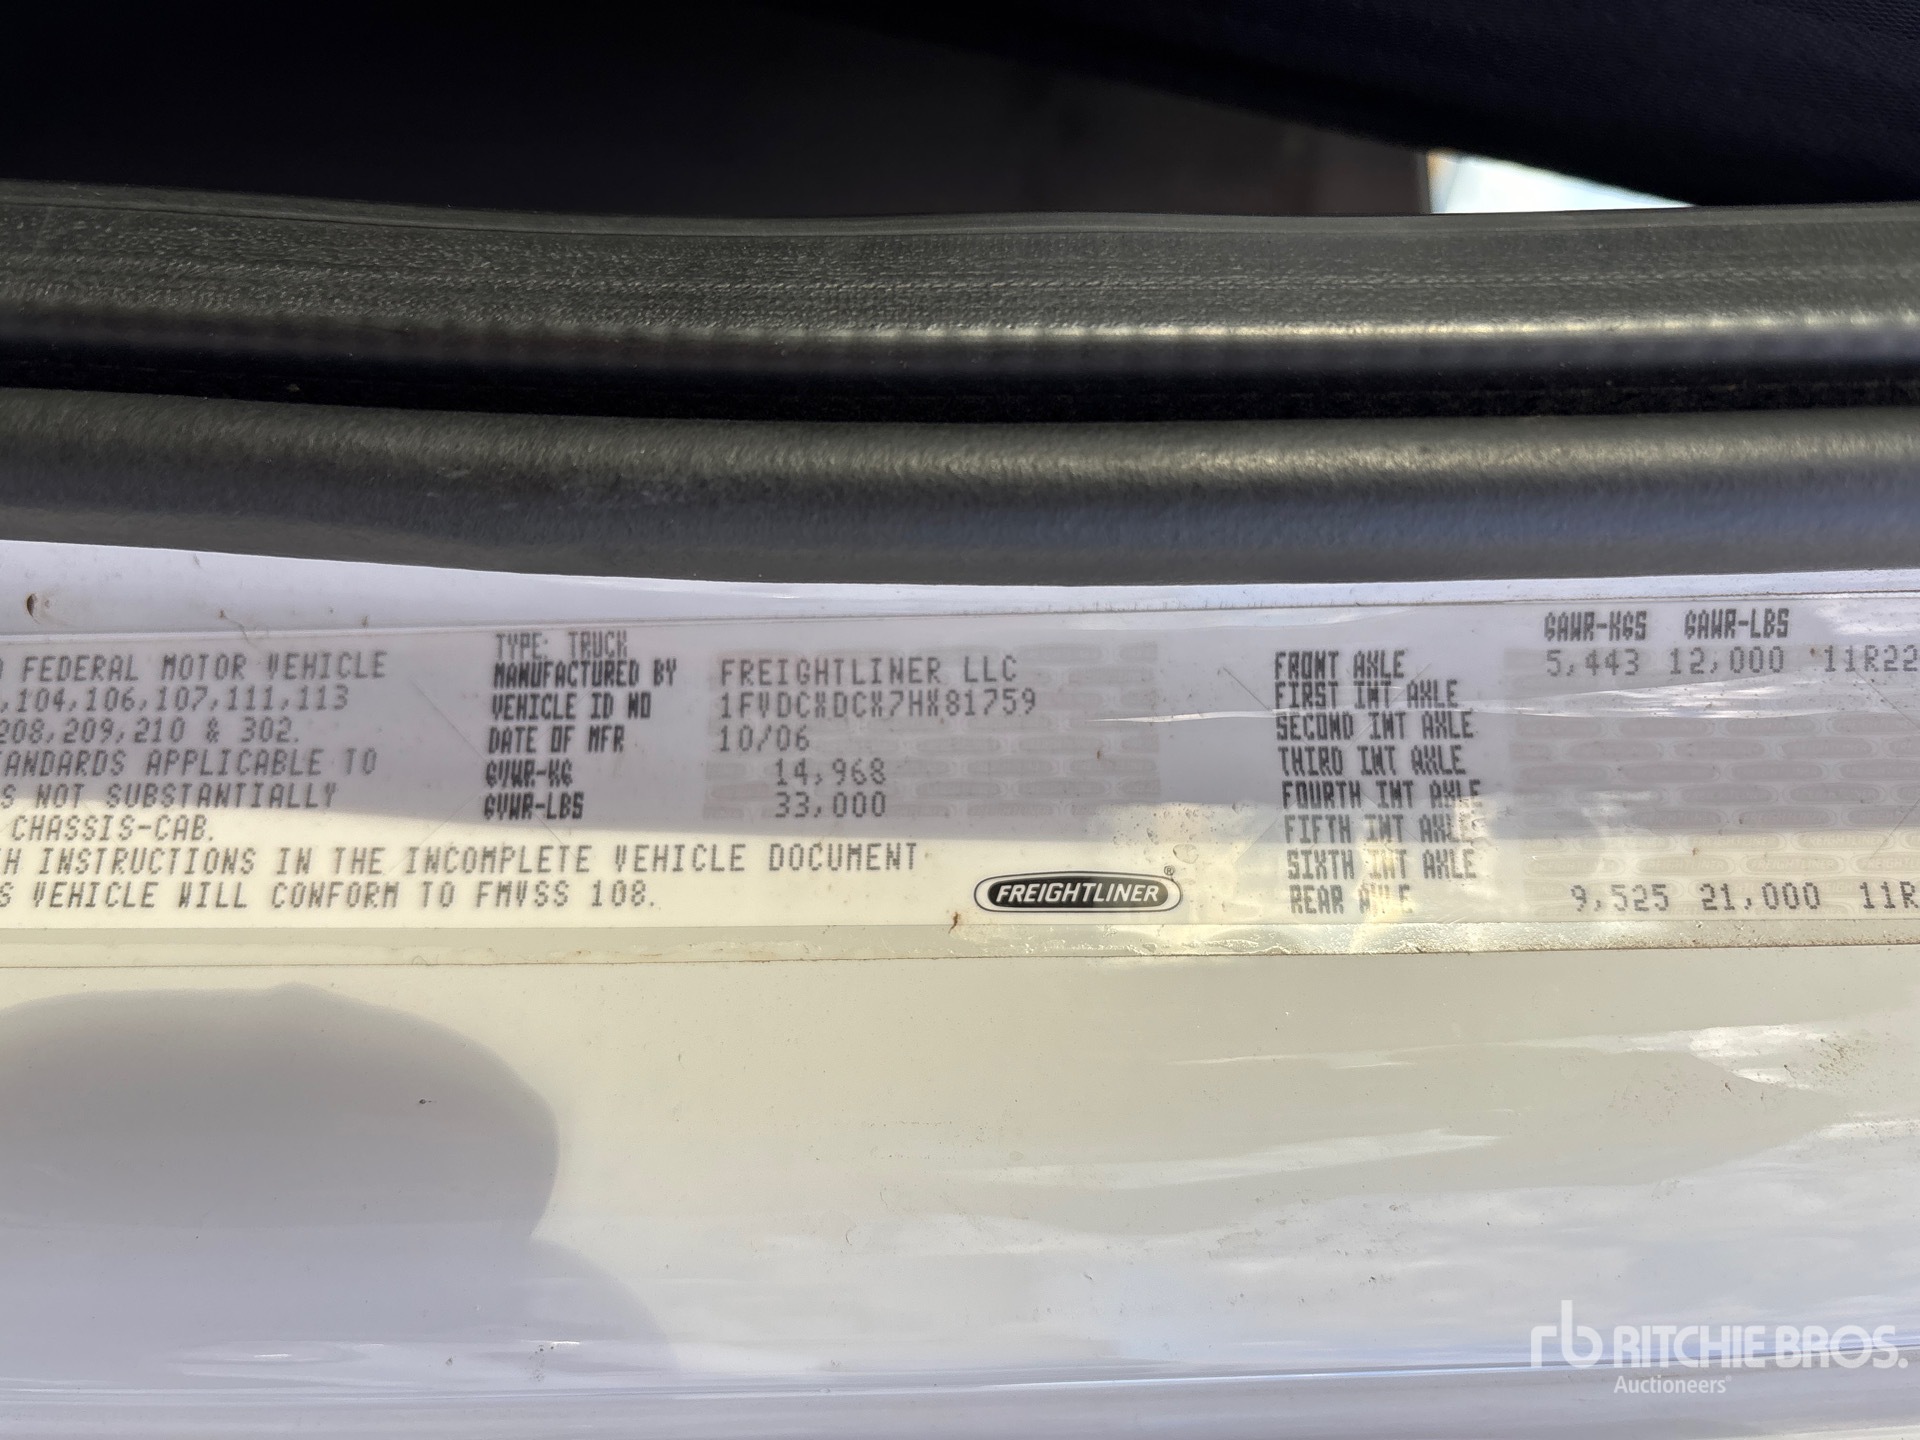 FEDERAL MOTOR VEHICLE
,104,106,107,111,113
208,209,210 & 302.
TANDARDS APPLICABLE TO
S NOT SUBSTANTIALLY
CHASSIS-CAB.
H INSTRUCTIONS IN THE INCOMPLETE VEHICLE DOCUMENT
S VEHICLE WILL CONFORM TO FMVSS 108.
TYPE: TRUCK
MANUFACTURED BY FREIGHTLINER LLC
VEHICLE ID NO 1FVDCXDCX7HX81759
DATE OF MFR 10/06
GVWR-KG 14,968
GVWR-LBS 33,000
FREIGHTLINER®
GAWR-KGS GAWR-LBS
FRONT AXLE 5,443 12,000 11R22
FIRST INT AXLE
SECOND INT AXLE
THIRD INT AXLE
FOURTH INT AXLE
FIFTH INT AXLE
SIXTH INT AXLE
REAR AXLE 9,525 21,000 11R
rb RITCHIE BROS.
Auctioneers